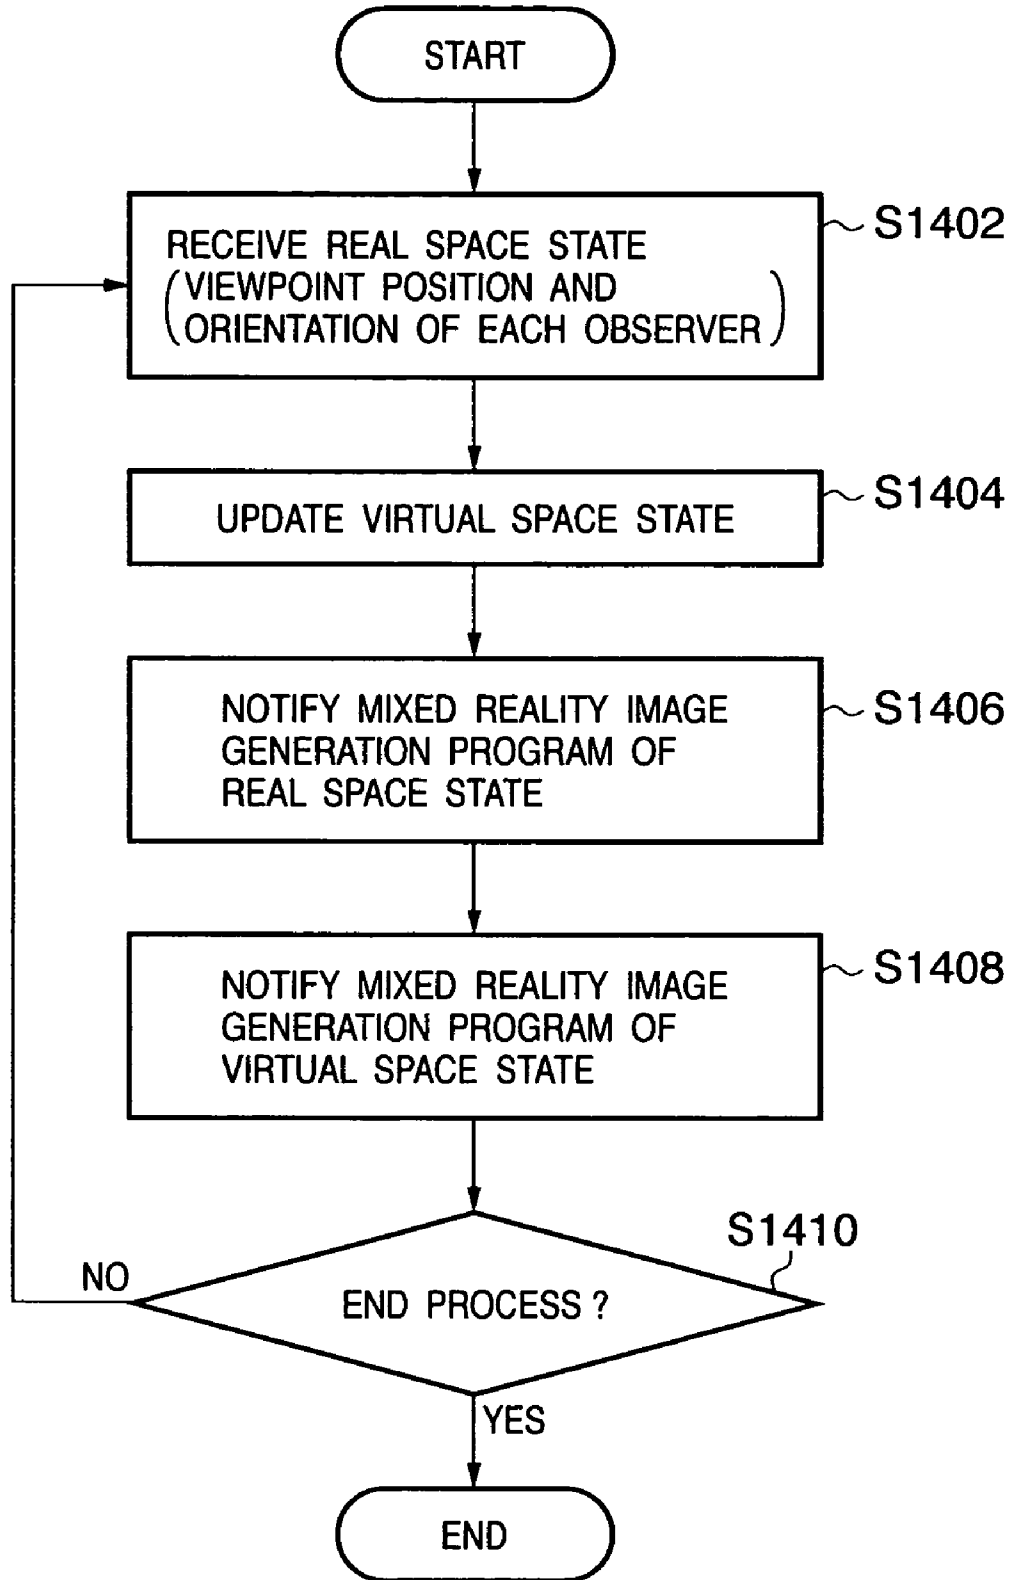 START
S1402
RECEIVE REAL SPACE STATE
(VIEWPOINT POSITION AND
ORIENTATION OF EACH OBSERVER)
S1404
UPDATE VIRTUAL SPACE STATE
S1406
NOTIFY MIXED REALITY IMAGE
GENERATION PROGRAM OF
REAL SPACE STATE
S1408
NOTIFY MIXED REALITY IMAGE
GENERATION PROGRAM OF
VIRTUAL SPACE STATE
S1410
NO
END PROCESS ?
YES
END